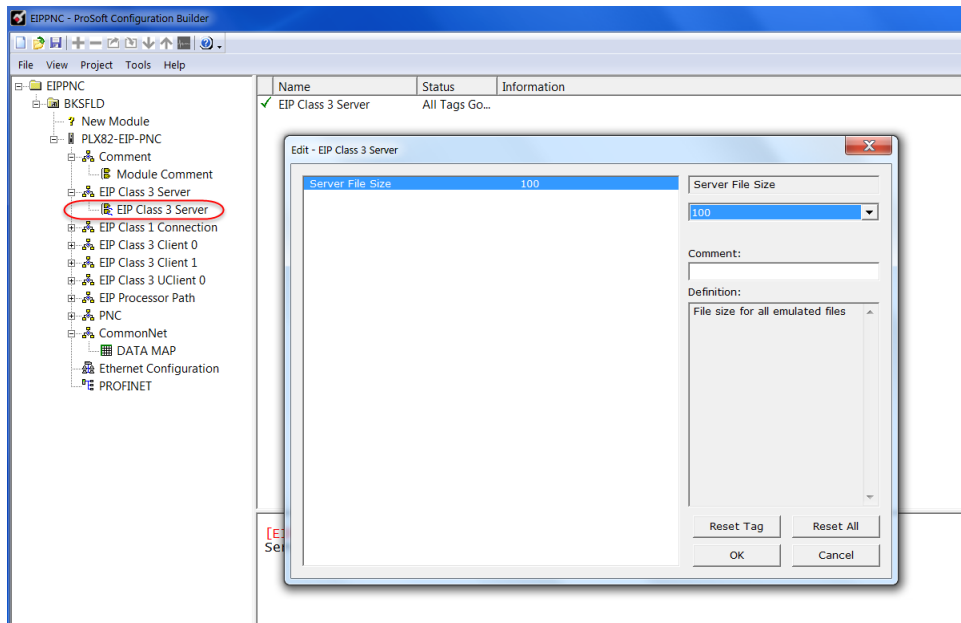 EIPPNC - ProSoft Configuration Builder
File View Project Tools Help
EIPPNC
BKSFLD
? New Module
PLX82-EIP-PNC
Comment
Module Comment
EIP Class 3 Server
EIP Class 3 Server
EIP Class 1 Connection
EIP Class 3 Client 0
EIP Class 3 Client 1
EIP Class 3 UClient 0
EIP Processor Path
PNC
CommonNet
DATA MAP
Ethernet Configuration
PROFINET
Name Status Information
EIP Class 3 Server All Tags Go...
Edit - EIP Class 3 Server
Server File Size 100
Server File Size
100
Comment:
Definition:
File size for all emulated files
Reset Tag Reset All
OK Cancel
[E
Se